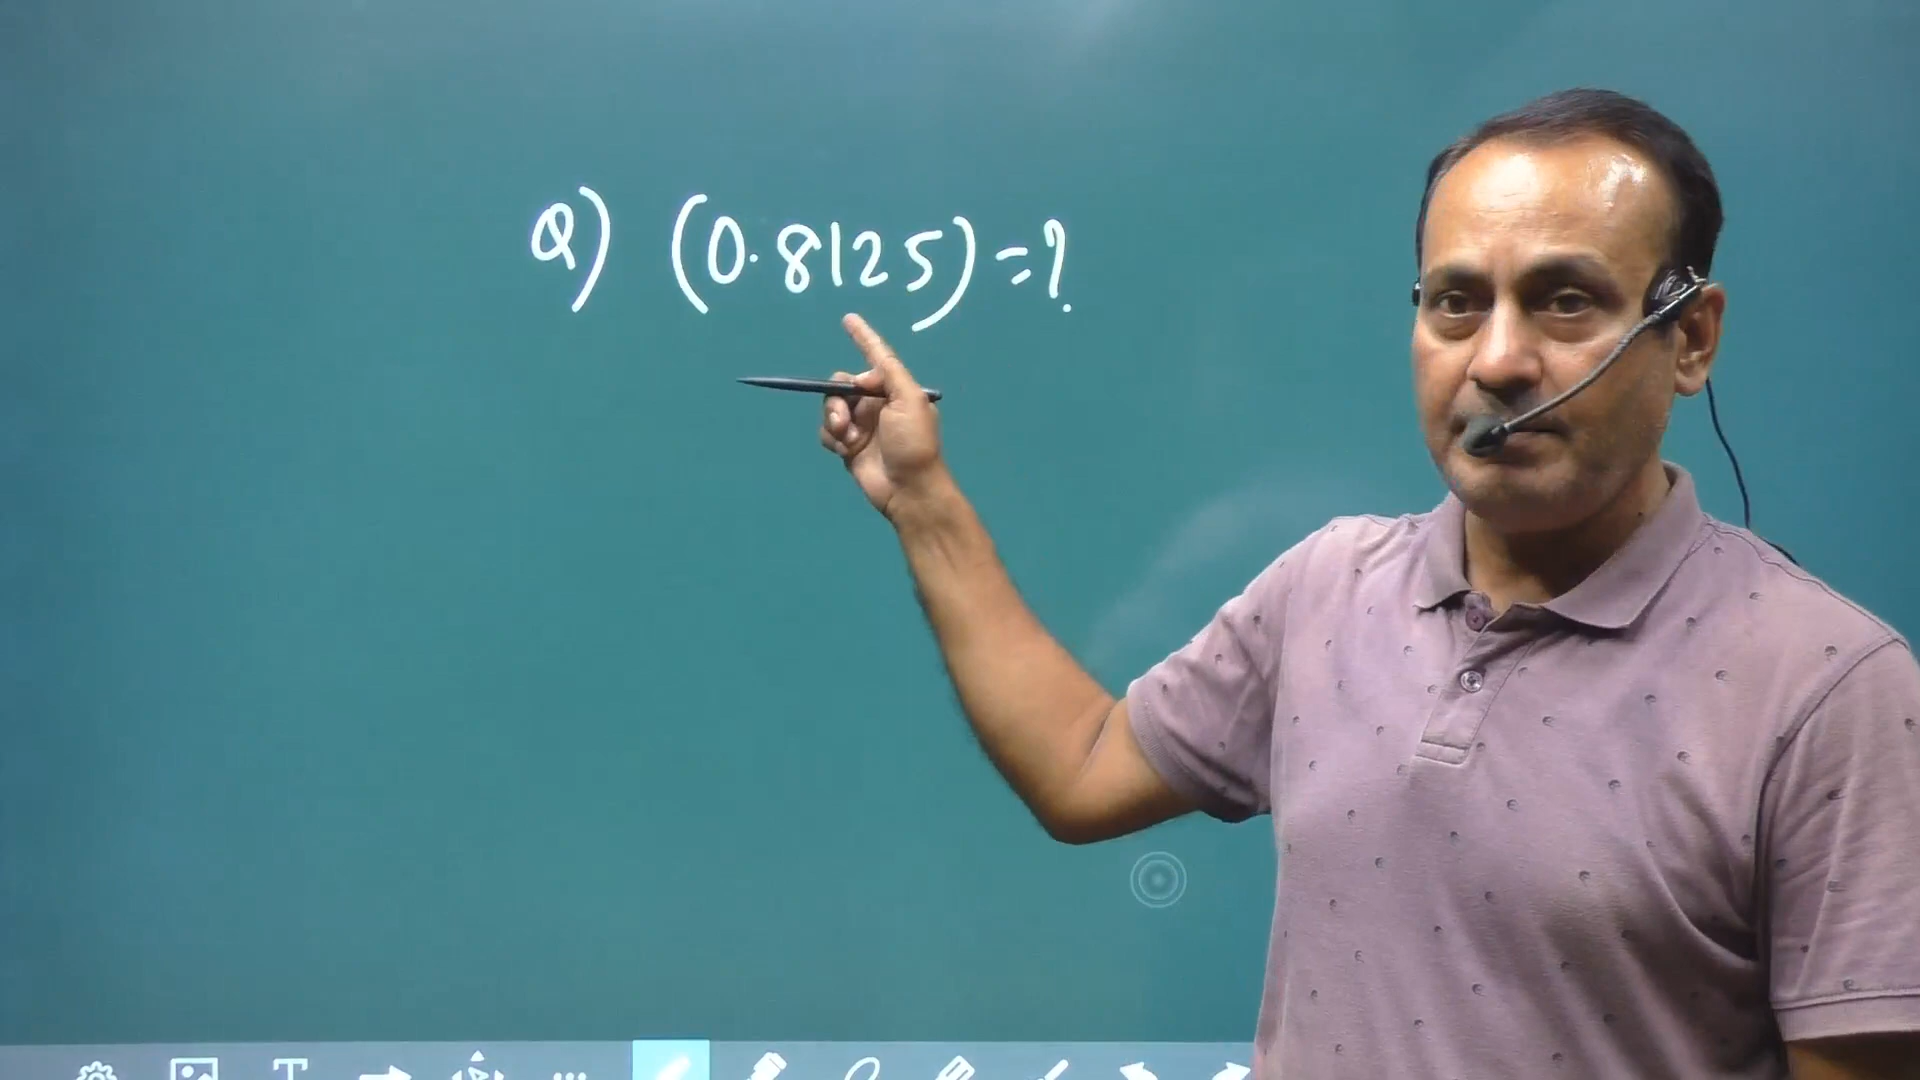 Q) (0.8125) = ?